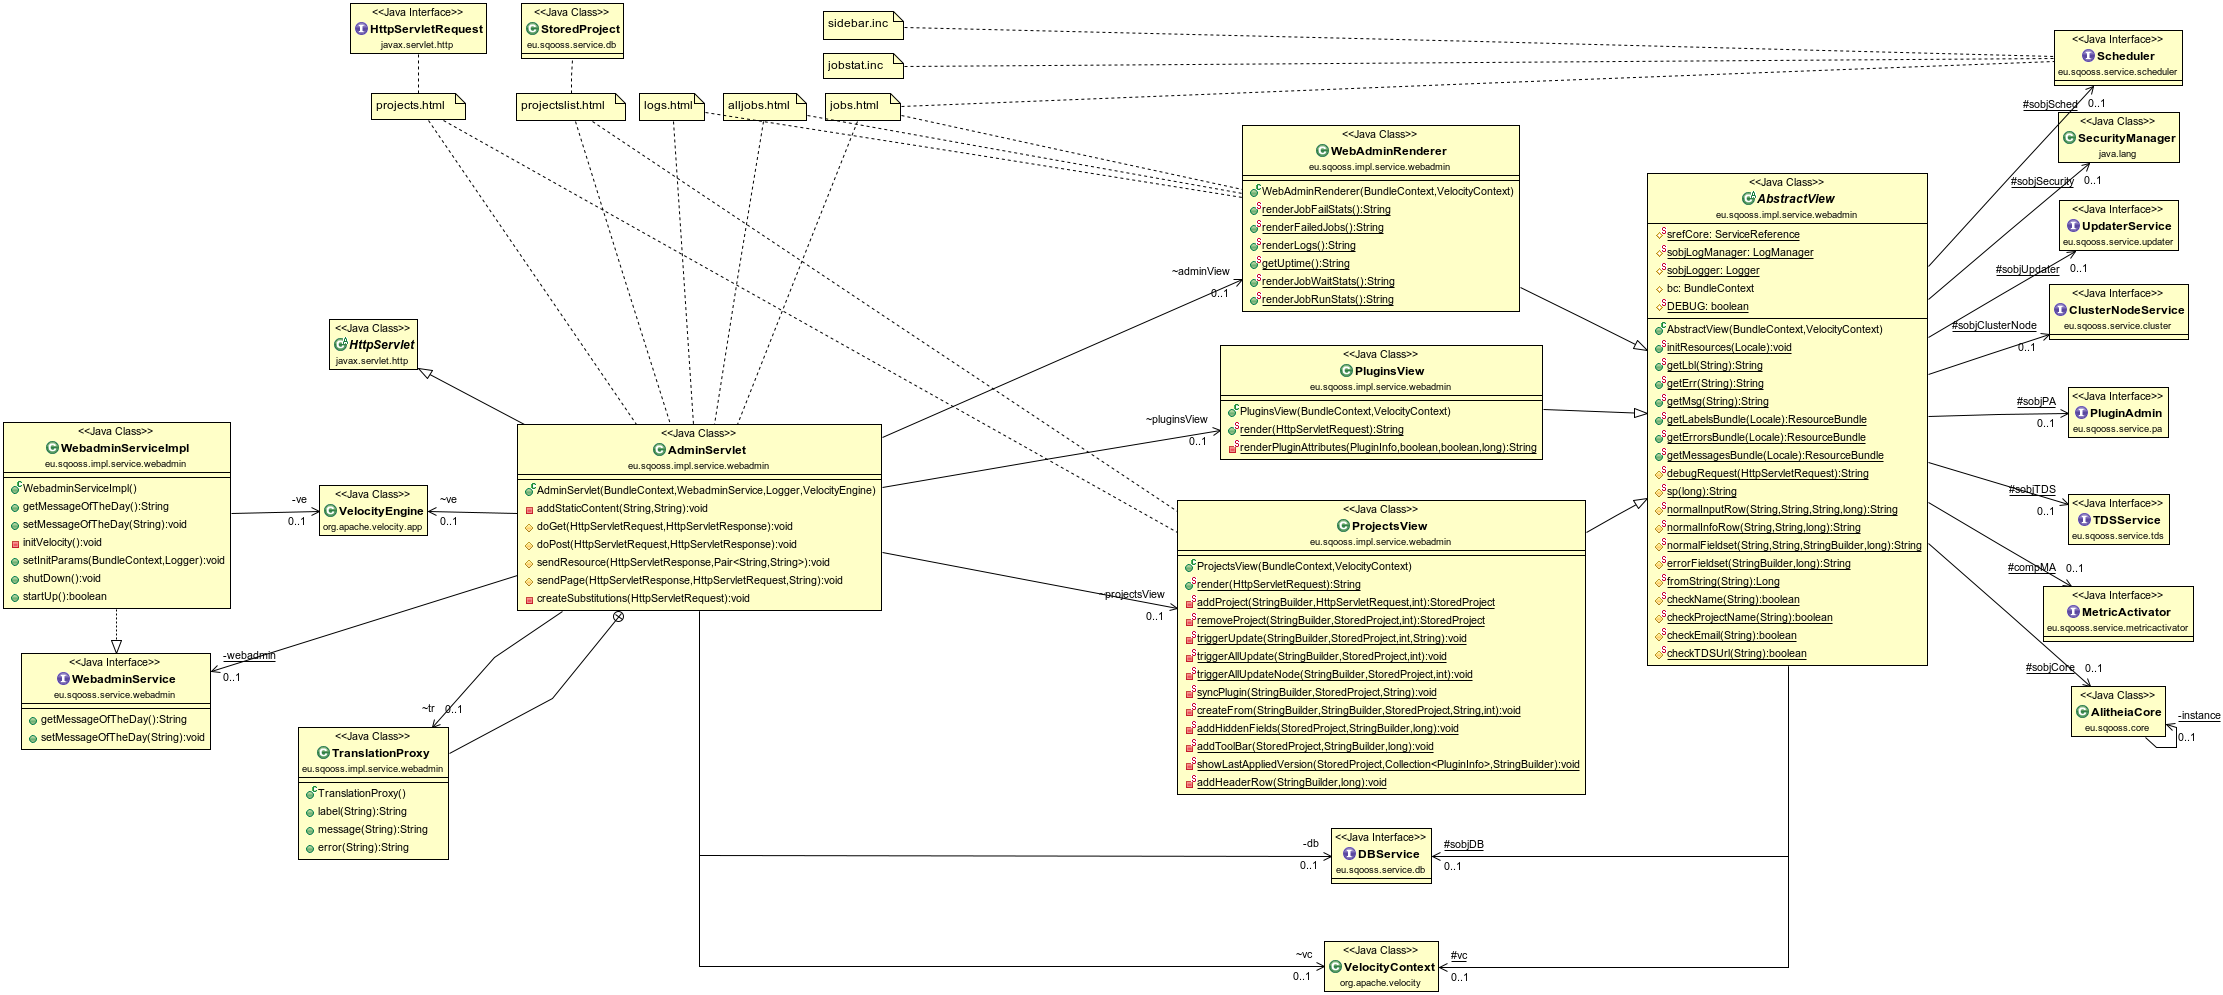 <<Java Interface>>
HttpServletRequest
javax.servlet.http
<<Java Class>>
StoredProject
eu.sqooss.service.db
sidebar.inc
jobstat.inc
projects.html
projectslist.html
logs.html
alljobs.html
jobs.html
<<Java Interface>>
Scheduler
eu.sqooss.service.scheduler
#sobjSched
0..1
<<Java Class>>
SecurityManager
java.lang
#sobjSecurity
0..1
<<Java Interface>>
UpdaterService
eu.sqooss.service.updater
#sobjUpdater
0..1
<<Java Interface>>
ClusterNodeService
eu.sqooss.service.cluster
#sobjClusterNode
0..1
<<Java Interface>>
PluginAdmin
eu.sqooss.service.pa
#sobjPA
0..1
<<Java Interface>>
TDSService
eu.sqooss.service.tds
#sobjTDS
0..1
<<Java Interface>>
MetricActivator
eu.sqooss.service.metricactivator
#compMA
0..1
<<Java Class>>
AlitheiaCore
eu.sqooss.core
#sobjCore
0..1
-instance
0..1
<<Java Class>>
WebAdminRenderer
eu.sqooss.impl.service.webadmin
WebAdminRenderer(BundleContext,VelocityContext)
renderJobFailStats():String
renderFailedJobs():String
renderLogs():String
getUptime():String
renderJobWaitStats():String
renderJobRunStats():String
~adminView
0..1
<<Java Class>>
AbstractView
eu.sqooss.impl.service.webadmin
srefCore: ServiceReference
sobjLogManager: LogManager
sobjLogger: Logger
bc: BundleContext
DEBUG: boolean
AbstractView(BundleContext,VelocityContext)
initResources(Locale):void
getLbl(String):String
getErr(String):String
getMsg(String):String
getLabelsBundle(Locale):ResourceBundle
getErrorsBundle(Locale):ResourceBundle
getMessagesBundle(Locale):ResourceBundle
debugRequest(HttpServletRequest):String
sp(long):String
normalInputRow(String,String,String,long):String
normalInfoRow(String,String,long):String
normalFieldset(String,String,StringBuilder,long):String
errorFieldset(StringBuilder,long):String
fromString(String):Long
checkName(String):boolean
checkProjectName(String):boolean
checkEmail(String):boolean
checkTDSUrl(String):boolean
<<Java Class>>
PluginsView
eu.sqooss.impl.service.webadmin
PluginsView(BundleContext,VelocityContext)
render(HttpServletRequest):String
renderPluginAttributes(PluginInfo,boolean,boolean,long):String
~pluginsView
0..1
<<Java Class>>
ProjectsView
eu.sqooss.impl.service.webadmin
ProjectsView(BundleContext,VelocityContext)
render(HttpServletRequest):String
addProject(StringBuilder,HttpServletRequest,int):StoredProject
removeProject(StringBuilder,StoredProject,int):StoredProject
triggerUpdate(StringBuilder,StoredProject,int,String):void
triggerAllUpdate(StringBuilder,StoredProject,int):void
triggerAllUpdateNode(StringBuilder,StoredProject,int):void
syncPlugin(StringBuilder,StoredProject,String):void
createFrom(StringBuilder,StringBuilder,StoredProject,String,int):void
addHiddenFields(StoredProject,StringBuilder,long):void
addToolBar(StoredProject,StringBuilder,long):void
showLastAppliedVersion(StoredProject,Collection<PluginInfo>,StringBuilder):void
addHeaderRow(StringBuilder,long):void
~projectsView
0..1
<<Java Class>>
HttpServlet
javax.servlet.http
<<Java Class>>
WebadminServiceImpl
eu.sqooss.impl.service.webadmin
WebadminServiceImpl()
getMessageOfTheDay():String
setMessageOfTheDay(String):void
initVelocity():void
setInitParams(BundleContext,Logger):void
shutDown():void
startUp():boolean
-ve
0..1
<<Java Class>>
VelocityEngine
org.apache.velocity.app
~ve
0..1
<<Java Class>>
AdminServlet
eu.sqooss.impl.service.webadmin
AdminServlet(BundleContext,WebadminService,Logger,VelocityEngine)
addStaticContent(String,String):void
doGet(HttpServletRequest,HttpServletResponse):void
doPost(HttpServletRequest,HttpServletResponse):void
sendResource(HttpServletResponse,Pair<String,String>):void
sendPage(HttpServletResponse,HttpServletRequest,String):void
createSubstitutions(HttpServletRequest):void
<<Java Interface>>
WebadminService
eu.sqooss.service.webadmin
getMessageOfTheDay():String
setMessageOfTheDay(String):void
-webadmin
0..1
~tr
0..1
<<Java Class>>
TranslationProxy
eu.sqooss.impl.service.webadmin
TranslationProxy()
label(String):String
message(String):String
error(String):String
-db
0..1
<<Java Interface>>
DBService
eu.sqooss.service.db
#sobjDB
0..1
~vc
0..1
<<Java Class>>
VelocityContext
org.apache.velocity
#vc
0..1